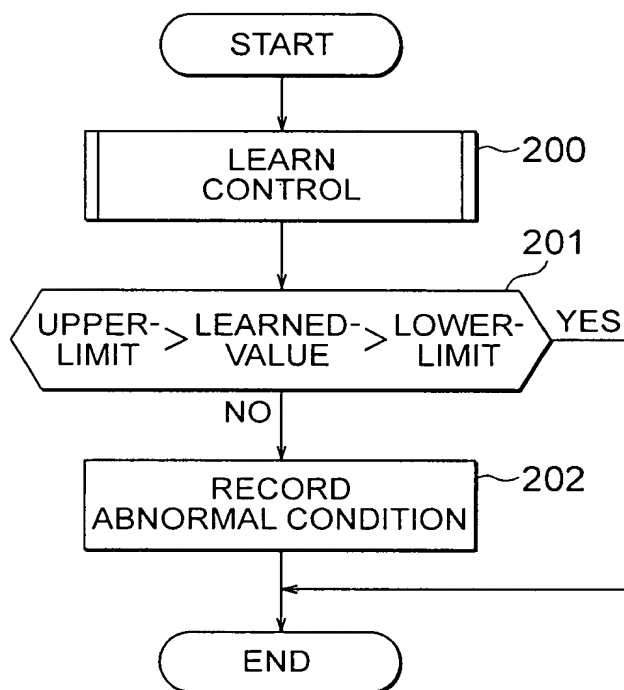 START
LEARN
CONTROL
200
201
UPPER-
LIMIT
>
LEARNED-
VALUE
>
LOWER-
LIMIT
YES
NO
RECORD
ABNORMAL CONDITION
202
END